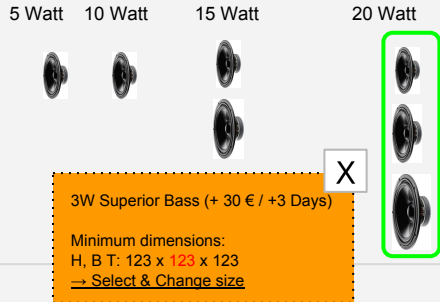 5 Watt 10 Watt 15 Watt 20 Watt
X
3W Superior Bass (+ 30 € / +3 Days)
Minimum dimensions:
H, B T: 123 x 123 x 123
→ Select & Change size